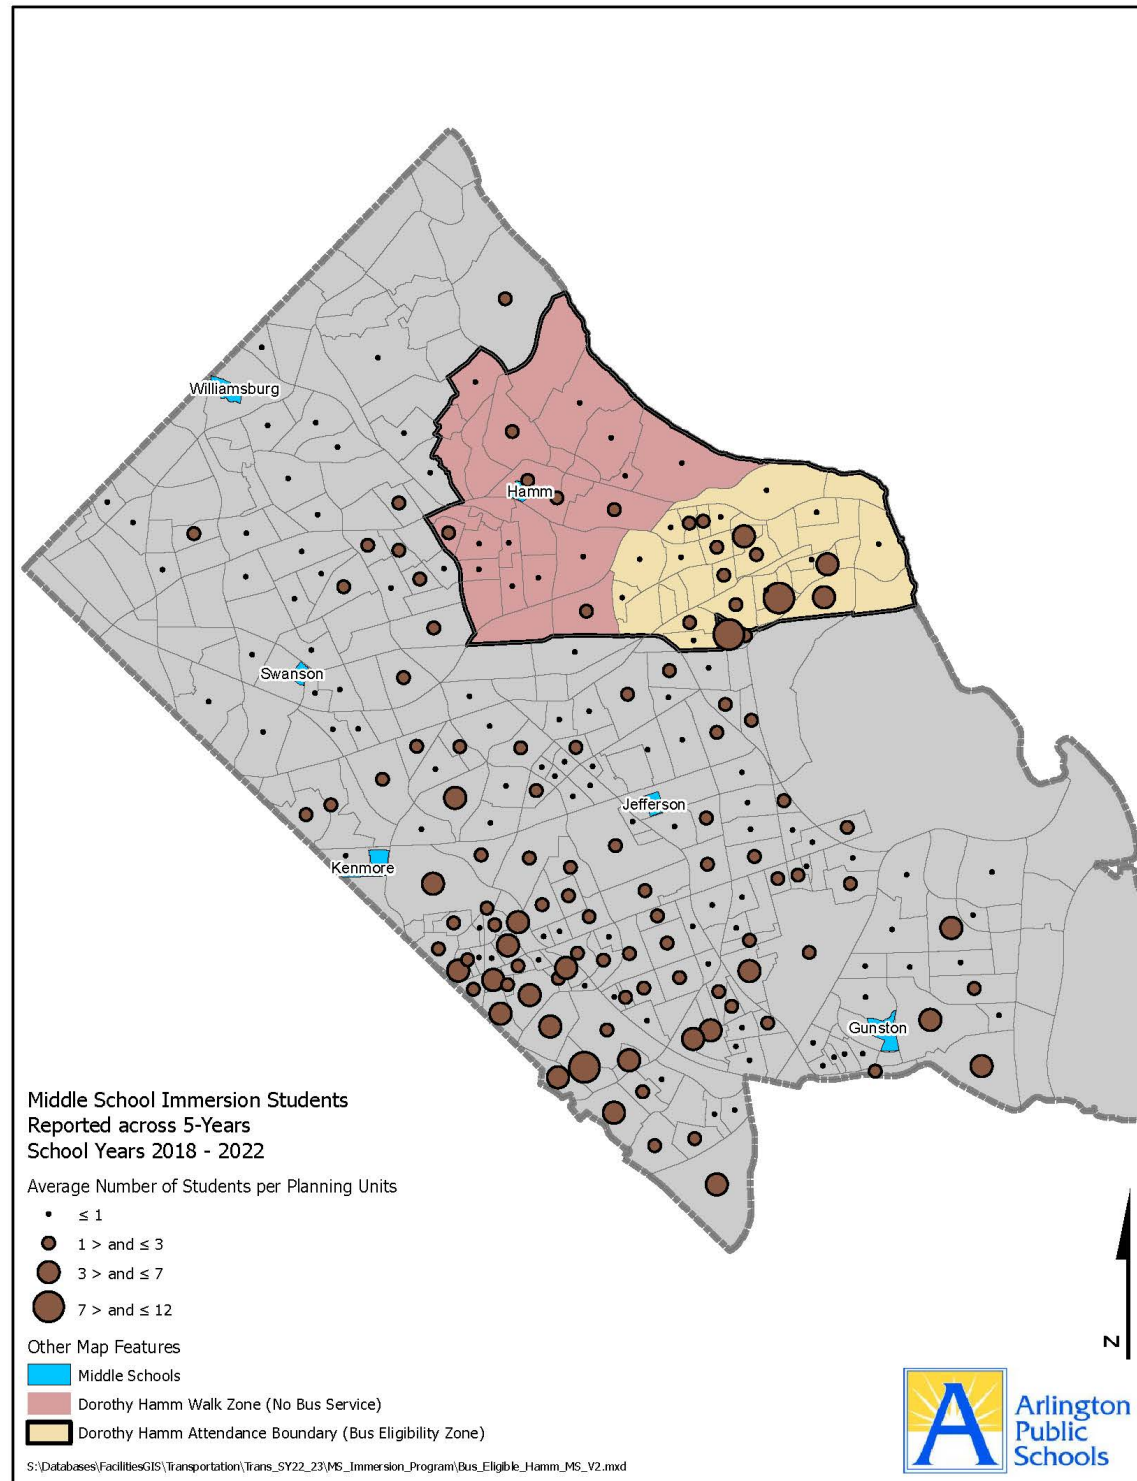 Williamsburg
Hamm
Swanson
Jefferson
Kenmore
Gunston
Middle School Immersion Students
Reported across 5-Years
School Years 2018 - 2022
Average Number of Students per Planning Units
≤ 1
1 > and ≤ 3
3 > and ≤ 7
7 > and ≤ 12
Other Map Features
Middle Schools
Dorothy Hamm Walk Zone (No Bus Service)
Dorothy Hamm Attendance Boundary (Bus Eligibility Zone)
S:\Databases\FacilitiesGIS\Transportation\Trans_SY22_23\MS_Immersion_Program\Bus_Eligible_Hamm_MS_V2.mxd
N
A
Arlington
Public
Schools